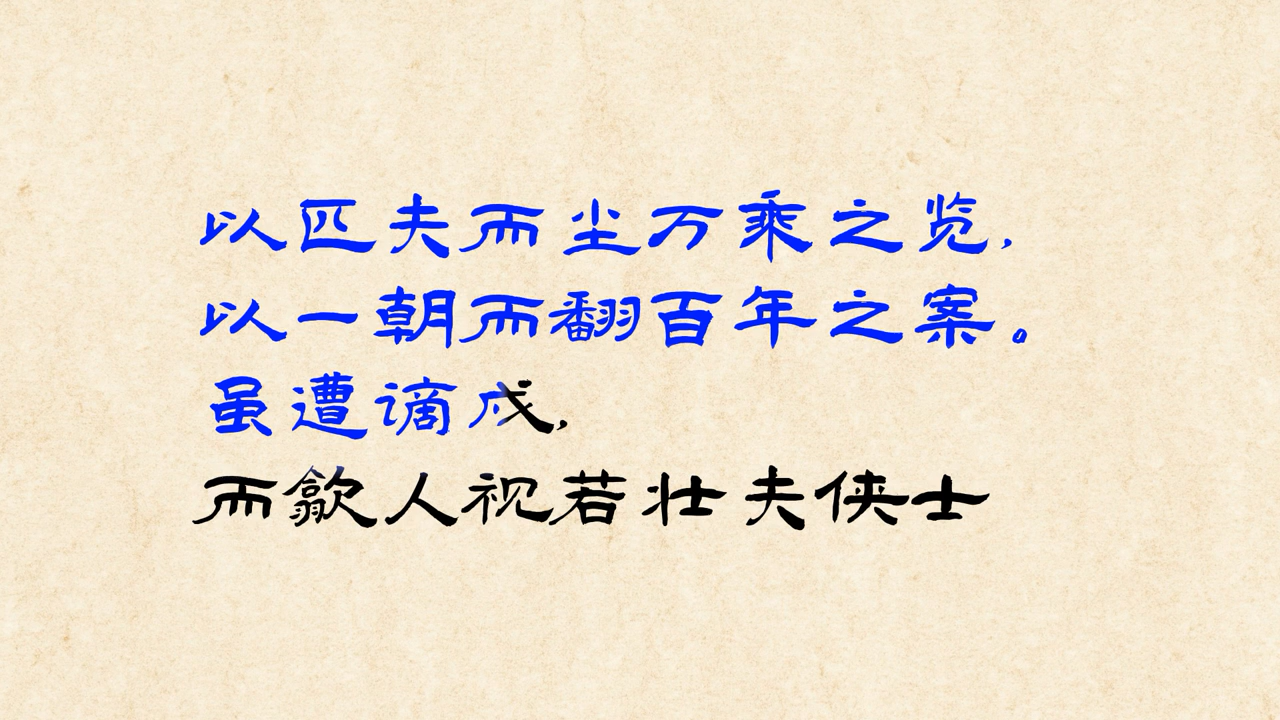 以匹夫而尘万乘之览，
以一朝而翻百年之案。
虽遭谪戍，
而歙人视若壮夫侠士